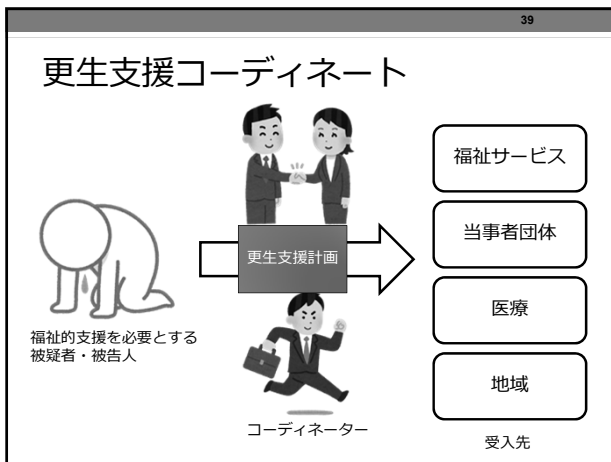 39
更生支援コーディネート
福祉サービス
当事者団体
更生支援計画
医療
福祉的支援を必要とする
被疑者・被告人
地域
コーディネーター
受入先